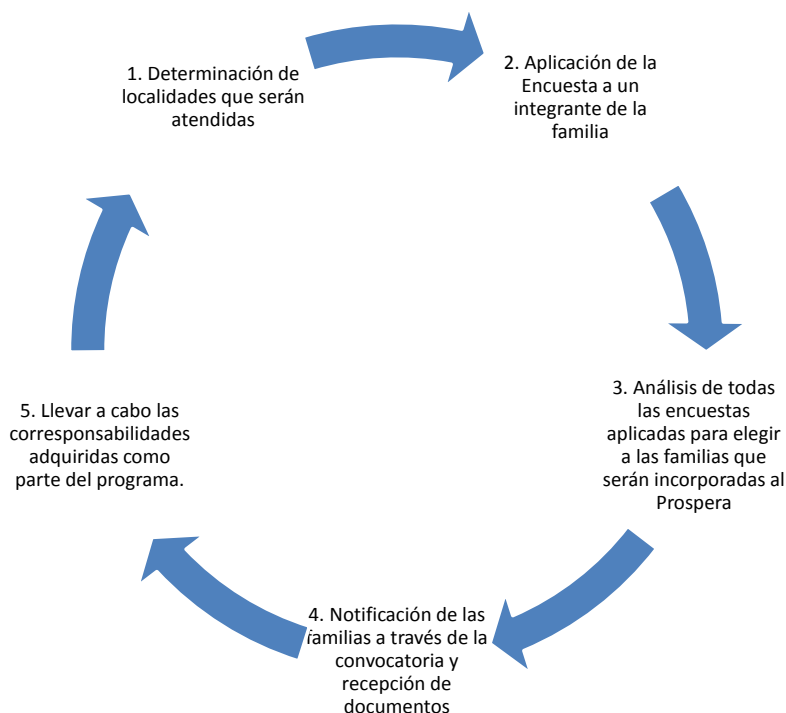 1. Determinación de
localidades que serán
atendidas
2. Aplicación de la
Encuesta a un
integrante de la
familia
3. Análisis de todas
las encuestas
aplicadas para elegir
a las familias que
serán incorporadas al
Prospera
4. Notificación de las
familias a través de la
convocatoria y
recepción de
documentos
5. Llevar a cabo las
corresponsabilidades
adquiridas como
parte del programa.